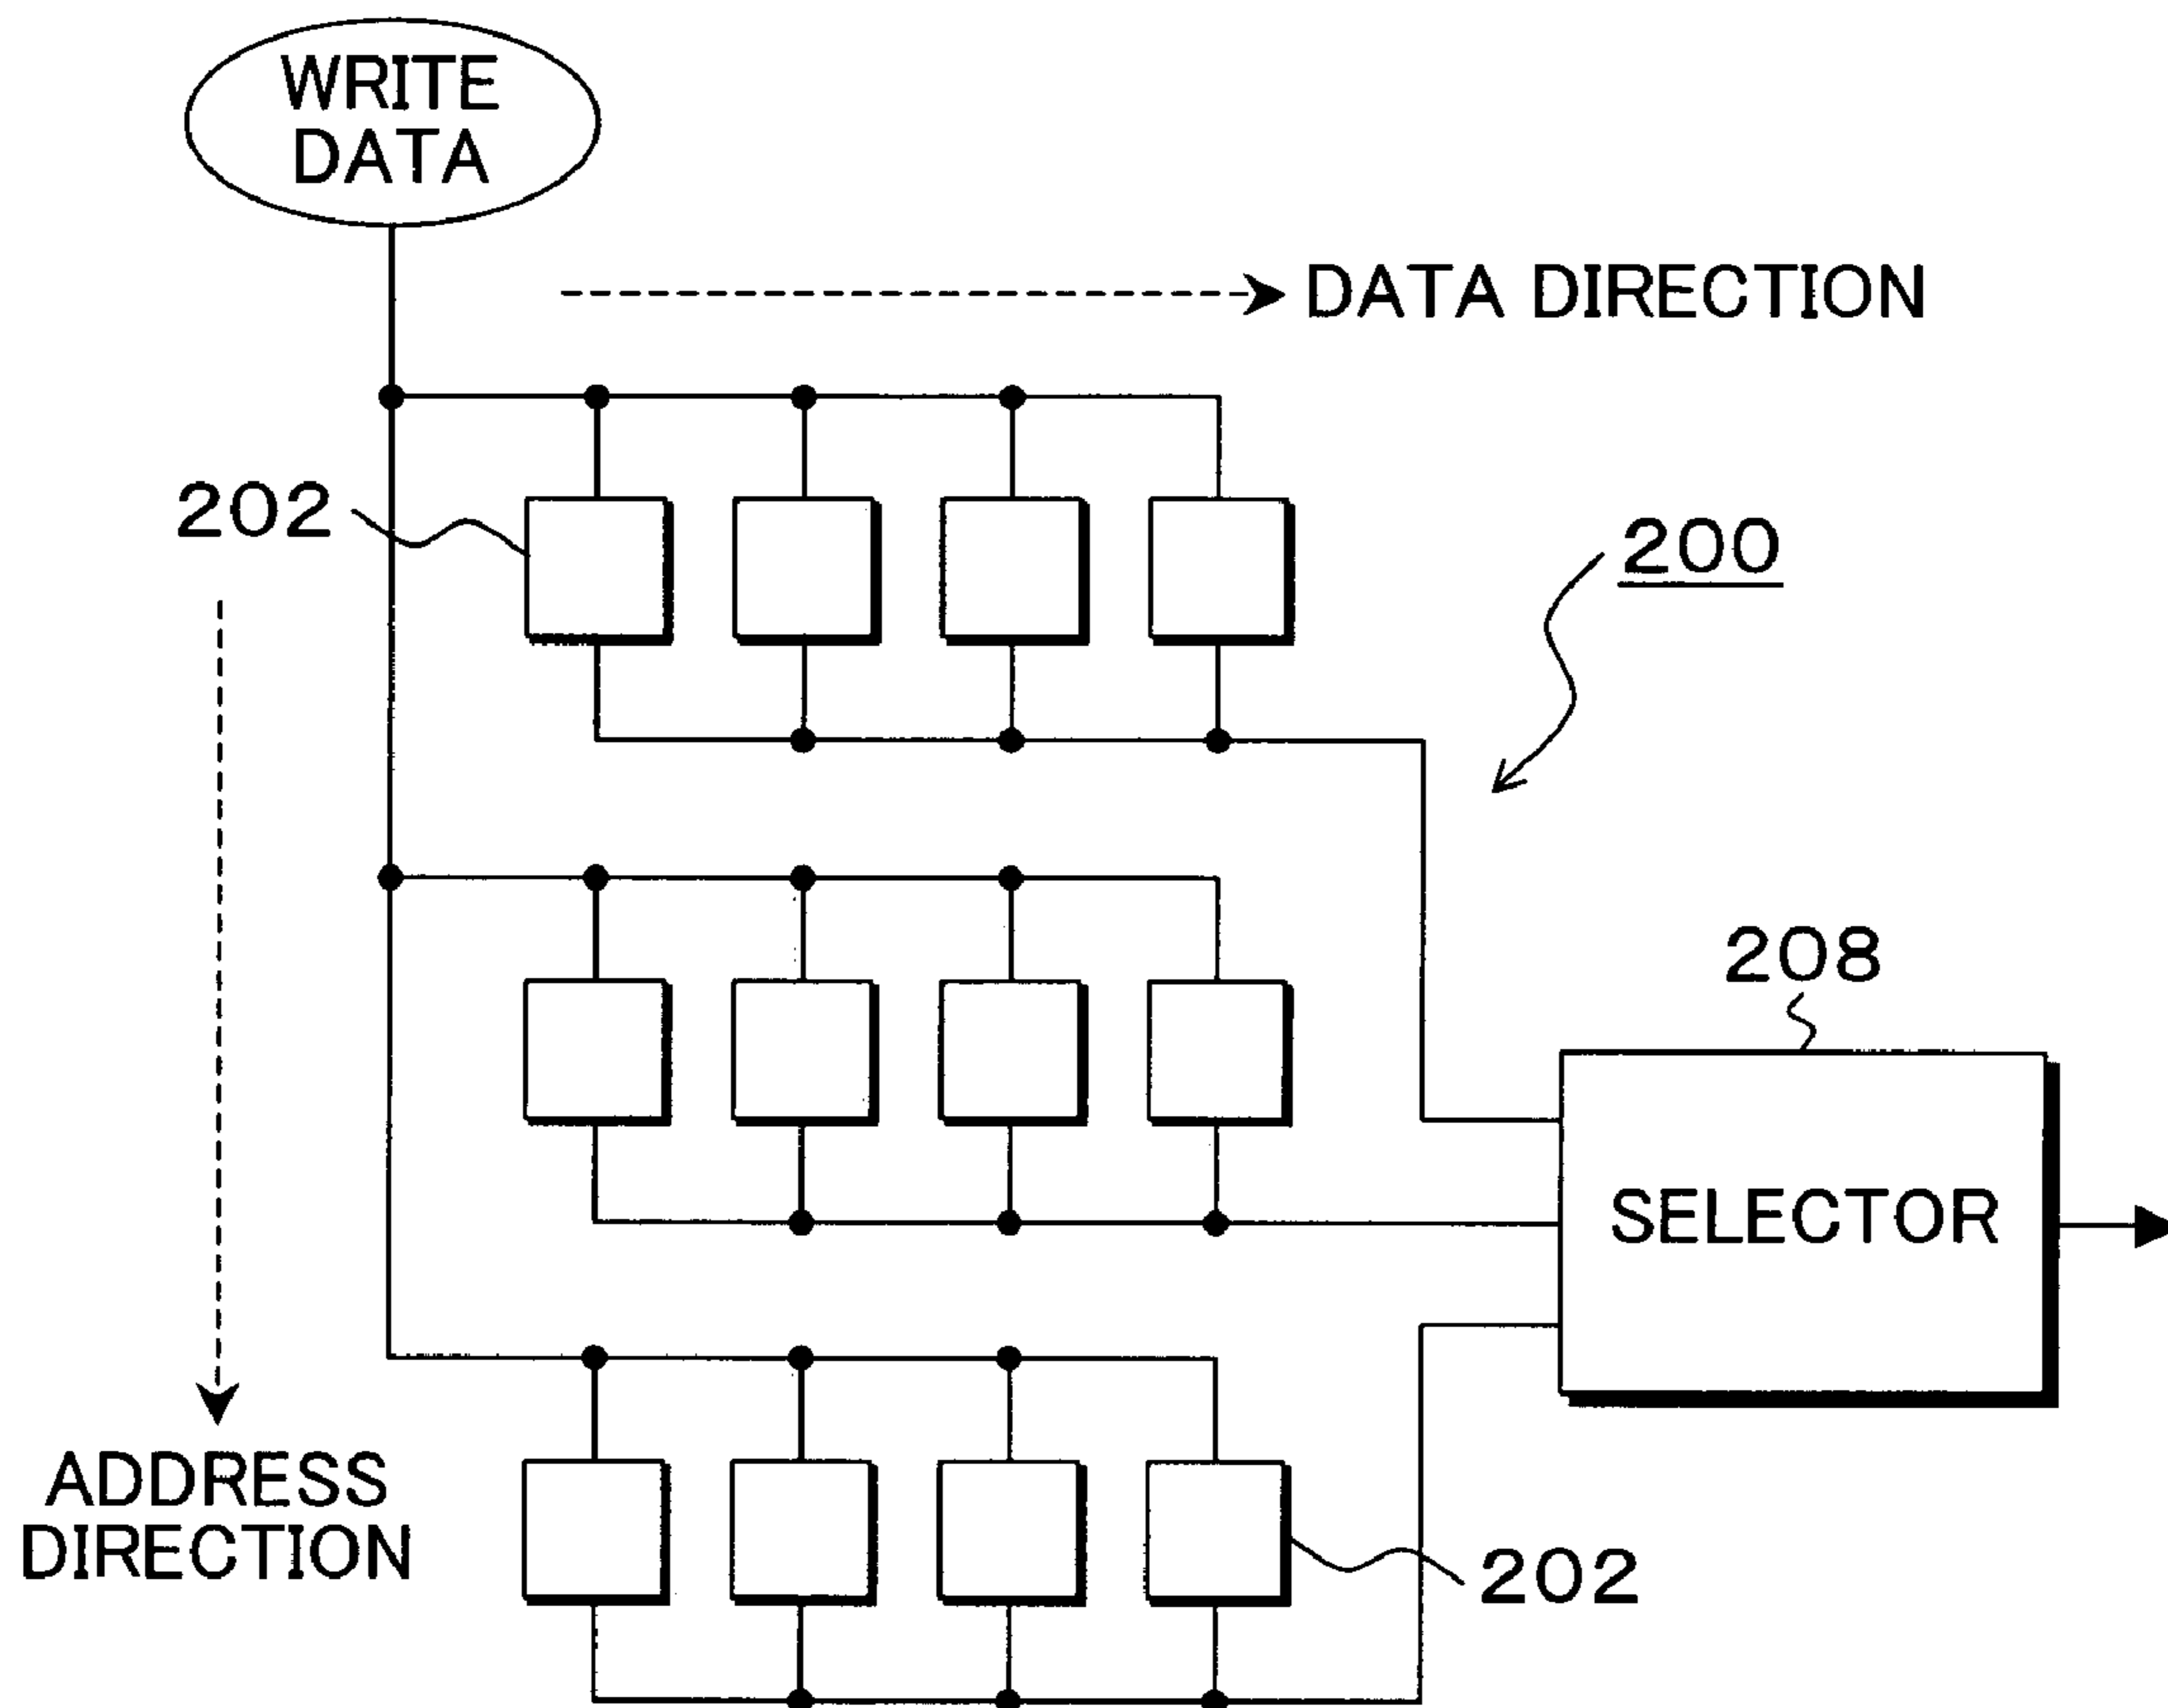 WRITE
DATA
DATA DIRECTION
202
200
208
SELECTOR
ADDRESS
DIRECTION
202